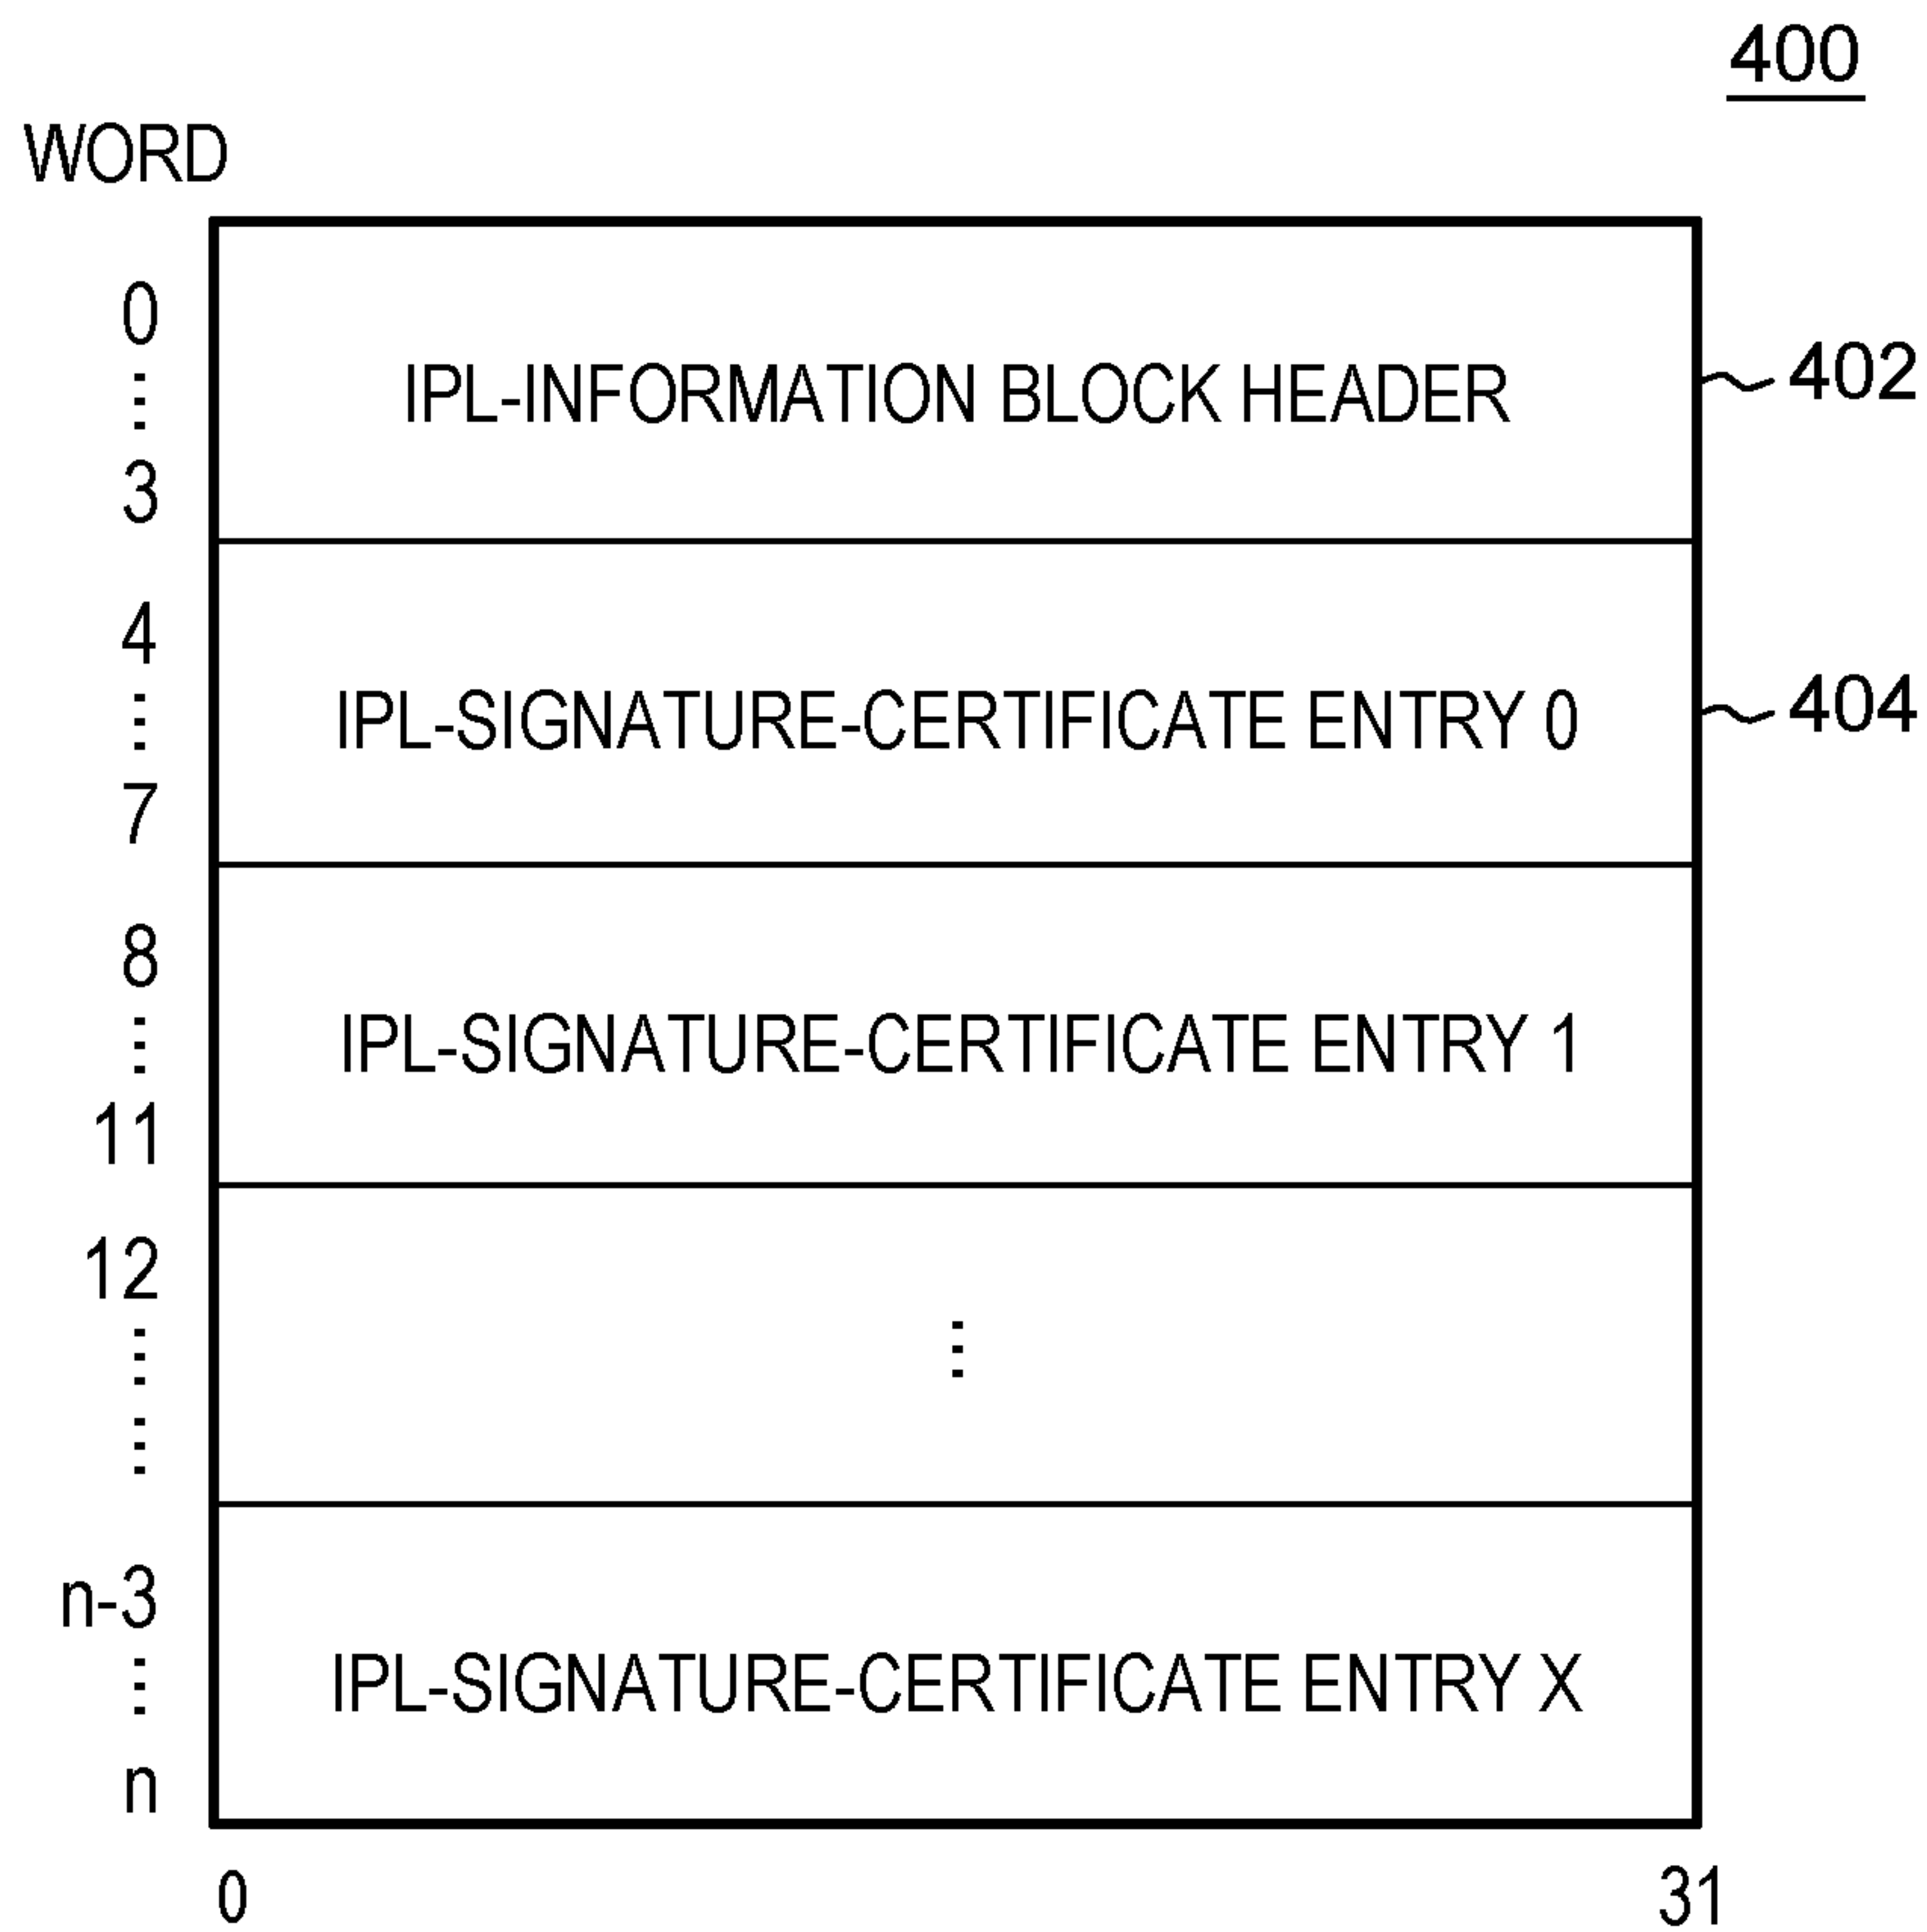 400
WORD
0
⋮
3
IPL-INFORMATION BLOCK HEADER
402
4
⋮
7
IPL-SIGNATURE-CERTIFICATE ENTRY 0
404
8
⋮
11
IPL-SIGNATURE-CERTIFICATE ENTRY 1
12
⋮
⋮
⋮
n-3
⋮
n
IPL-SIGNATURE-CERTIFICATE ENTRY X
0 31